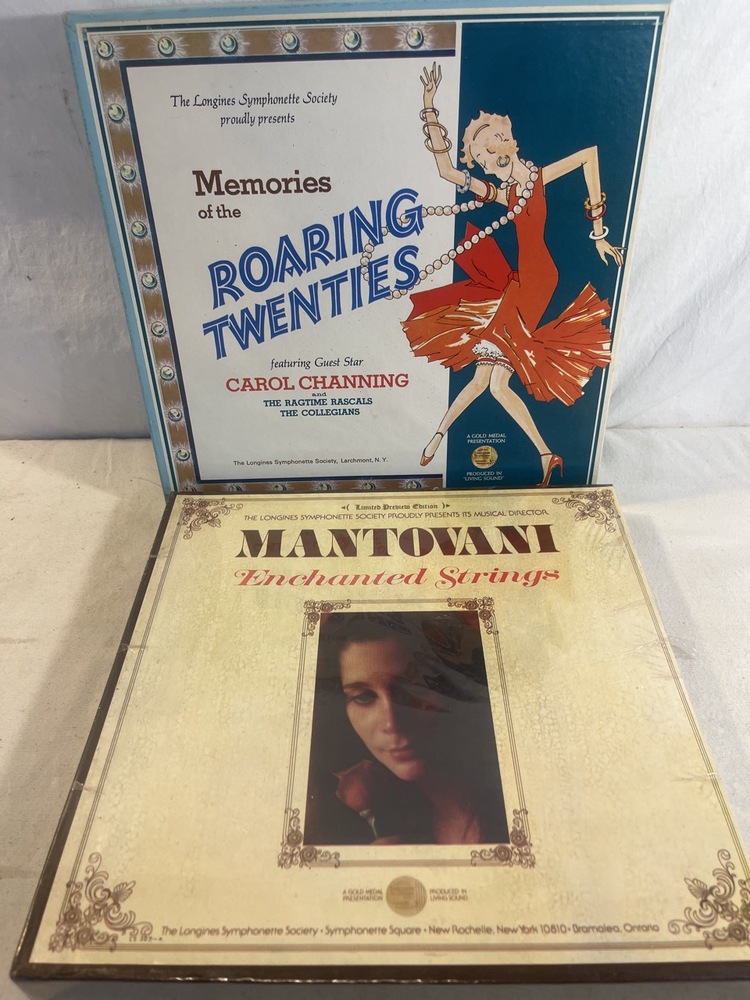 The Longines Symphonette Society
proudly presents
Memories
of the
ROARING
TWENTIES
featuring Guest Star
CAROL CHANNING
and
THE RAGTIME RASCALS
THE COLLEGIANS
The Longines Symphonette Society, Larchmont, N. Y.
A GOLD MEDAL
PRESENTATION
PRODUCED IN
"LIVING SOUND"
Limited Preview Edition
THE LONGINES SYMPHONETTE SOCIETY PROUDLY PRESENTS ITS MUSICAL DIRECTOR
MANTOVANI
Enchanted Strings
A GOLD MEDAL
PRESENTATION
PRODUCED IN
LIVING SOUND
The Longines Symphonette Society • Symphonette Square • New Rochelle, New York 10810 • Bramalea, Ontario